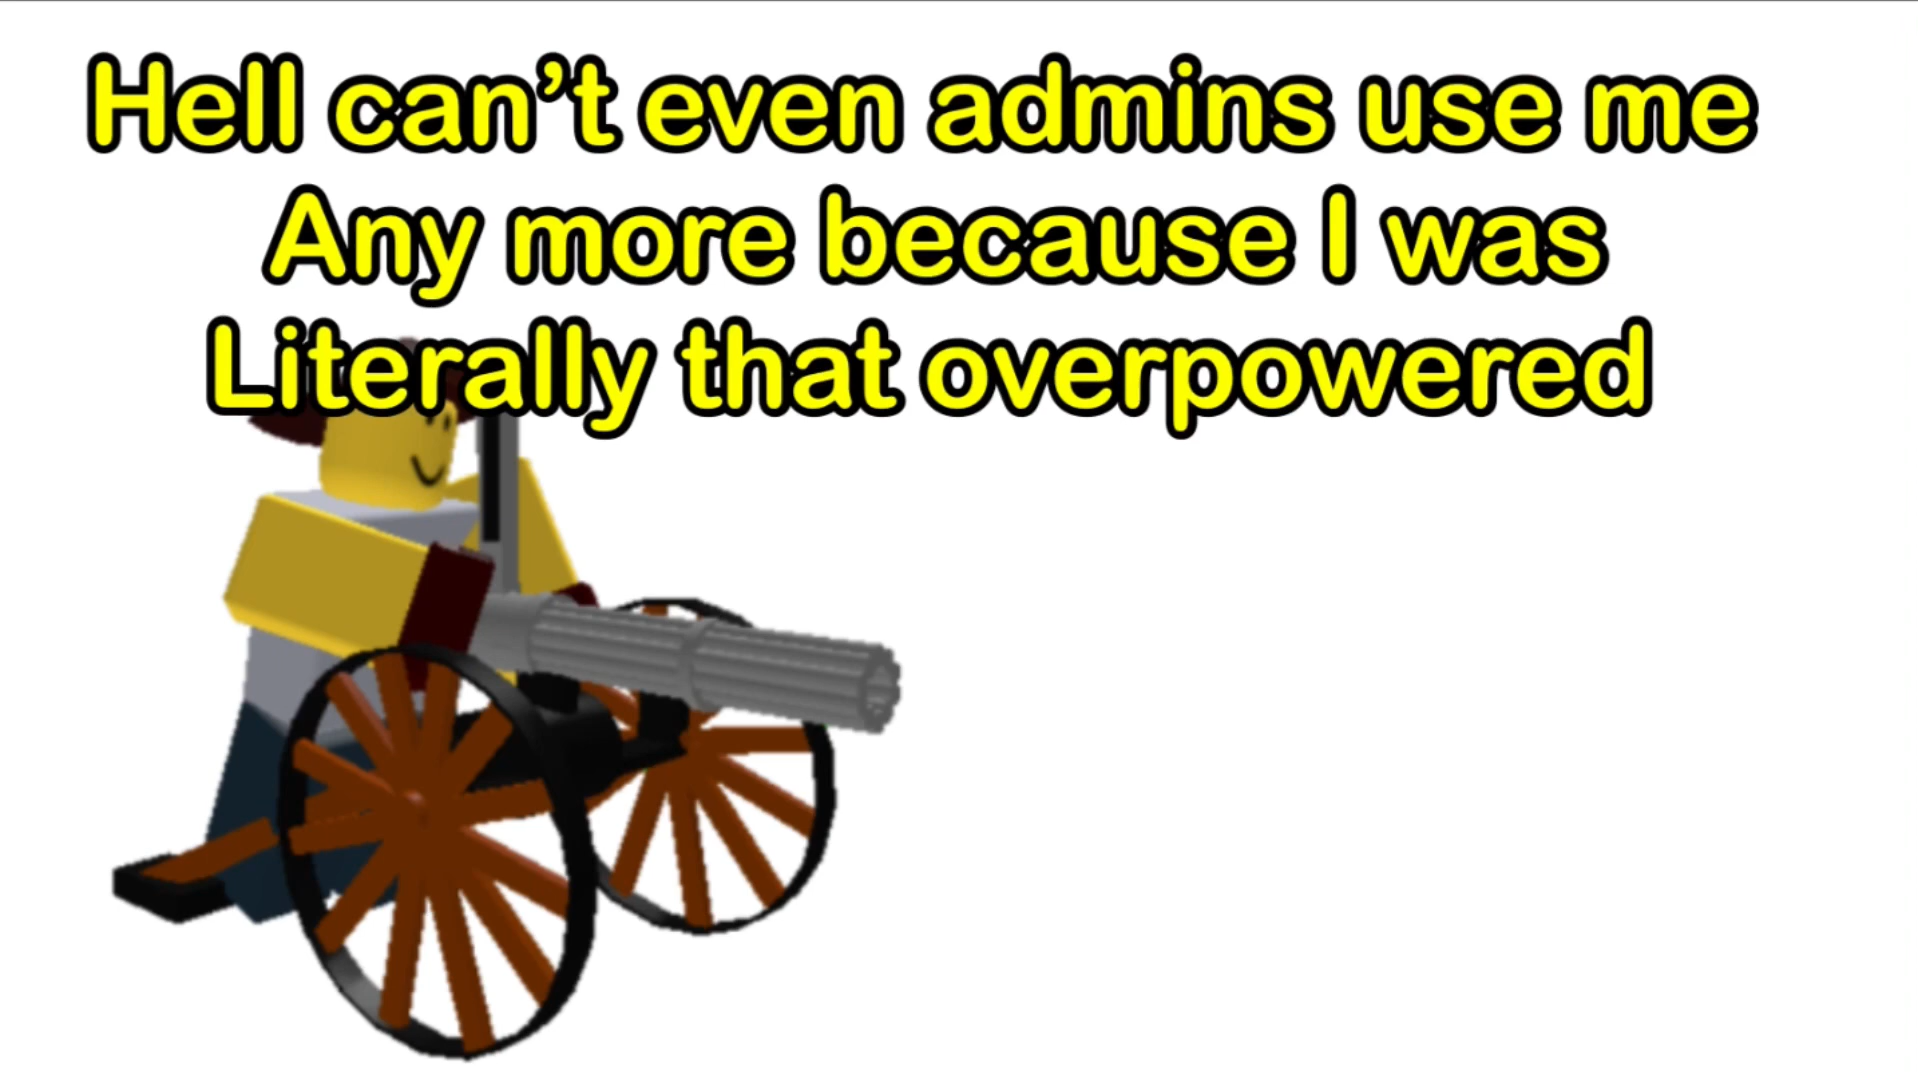 Hell can’t even admins use me
Any more because I was
Literally that overpowered